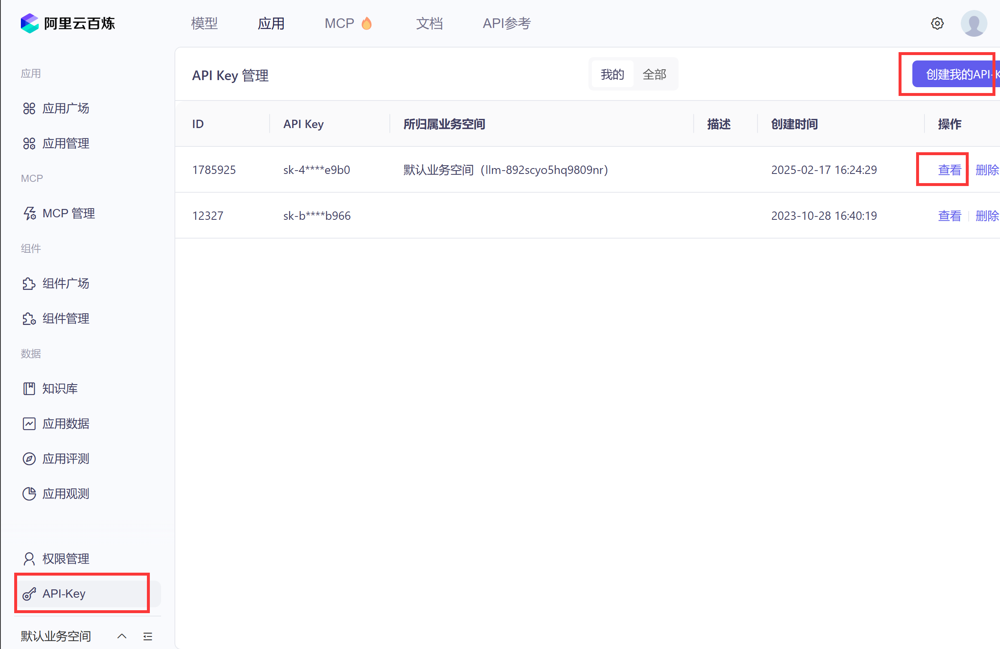 阿里云百炼
模型 应用 MCP 文档 API参考
应用
应用广场
应用管理
MCP
MCP 管理
组件
组件广场
组件管理
数据
知识库
应用数据
应用评测
应用观测
权限管理
API-Key
默认业务空间
API Key 管理 我的 全部 创建我的API-K
ID API Key 所归属业务空间 描述 创建时间 操作
1785925 sk-4****e9b0 默认业务空间（llm-892scyo5hq9809nr） 2025-02-17 16:24:29 查看 删除
12327 sk-b****b966 2023-10-28 16:40:19 查看 删除